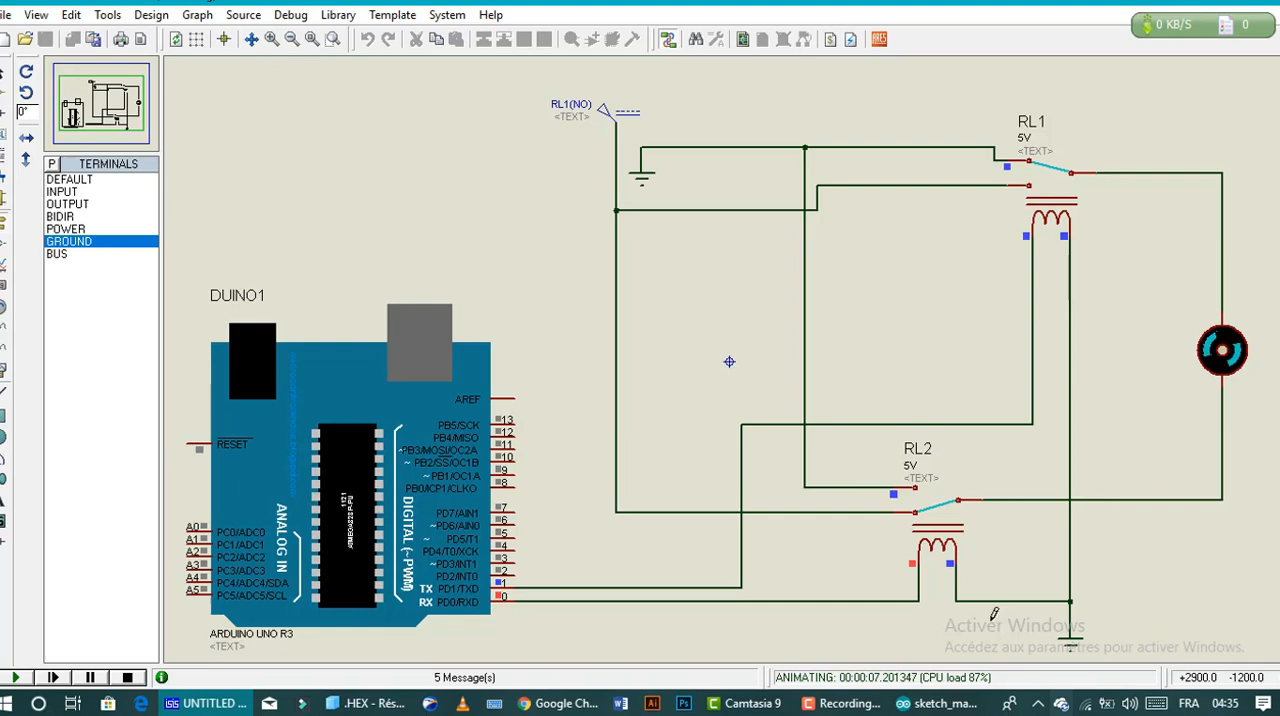 ile Edit Tools Design Graph Source Debug Library Template System Help
0 KB/S 0
0°
P TERMINALS
DEFAULT
INPUT
OUTPUT
BIDIR
POWER
GROUND
BUS
RL1(NO)
<TEXT>
RL1
5V
<TEXT>
DUINO1
AREF
RESET
PB5/SCK 13
PB4/MISO 12
~PB3/MOSI/OC2A 11
~ PB2/SS/OC1B 10
~ PB1/OC1A 9
PB0/ICP1/CLKO 8
PD7/AIN1 7
~ PD6/AIN0 6
~ PD5/T1 5
PD4/T0/XCK 4
~ PD3/INT1 3
PD2/INT0 2
TX PD1/TXD 1
RX PD0/RXD 0
DIGITAL (~PWM)
ANALOG IN
A0 PC0/ADC0
A1 PC1/ADC1
A2 PC2/ADC2
A3 PC3/ADC3
A4 PC4/ADC4/SDA
A5 PC5/ADC5/SCL
ARDUINO UNO R3
<TEXT>
RL2
5V
<TEXT>
Activer Windows
Accédez aux paramètres pour activer Windows.
5 Message(s)
ANIMATING: 00:00:07.201347 (CPU load 87%)
+2900.0 -1200.0
UNTITLED ...
.HEX - Rés...
Google Chr...
Camtasia 9
Recording...
sketch_ma...
FR 04:35